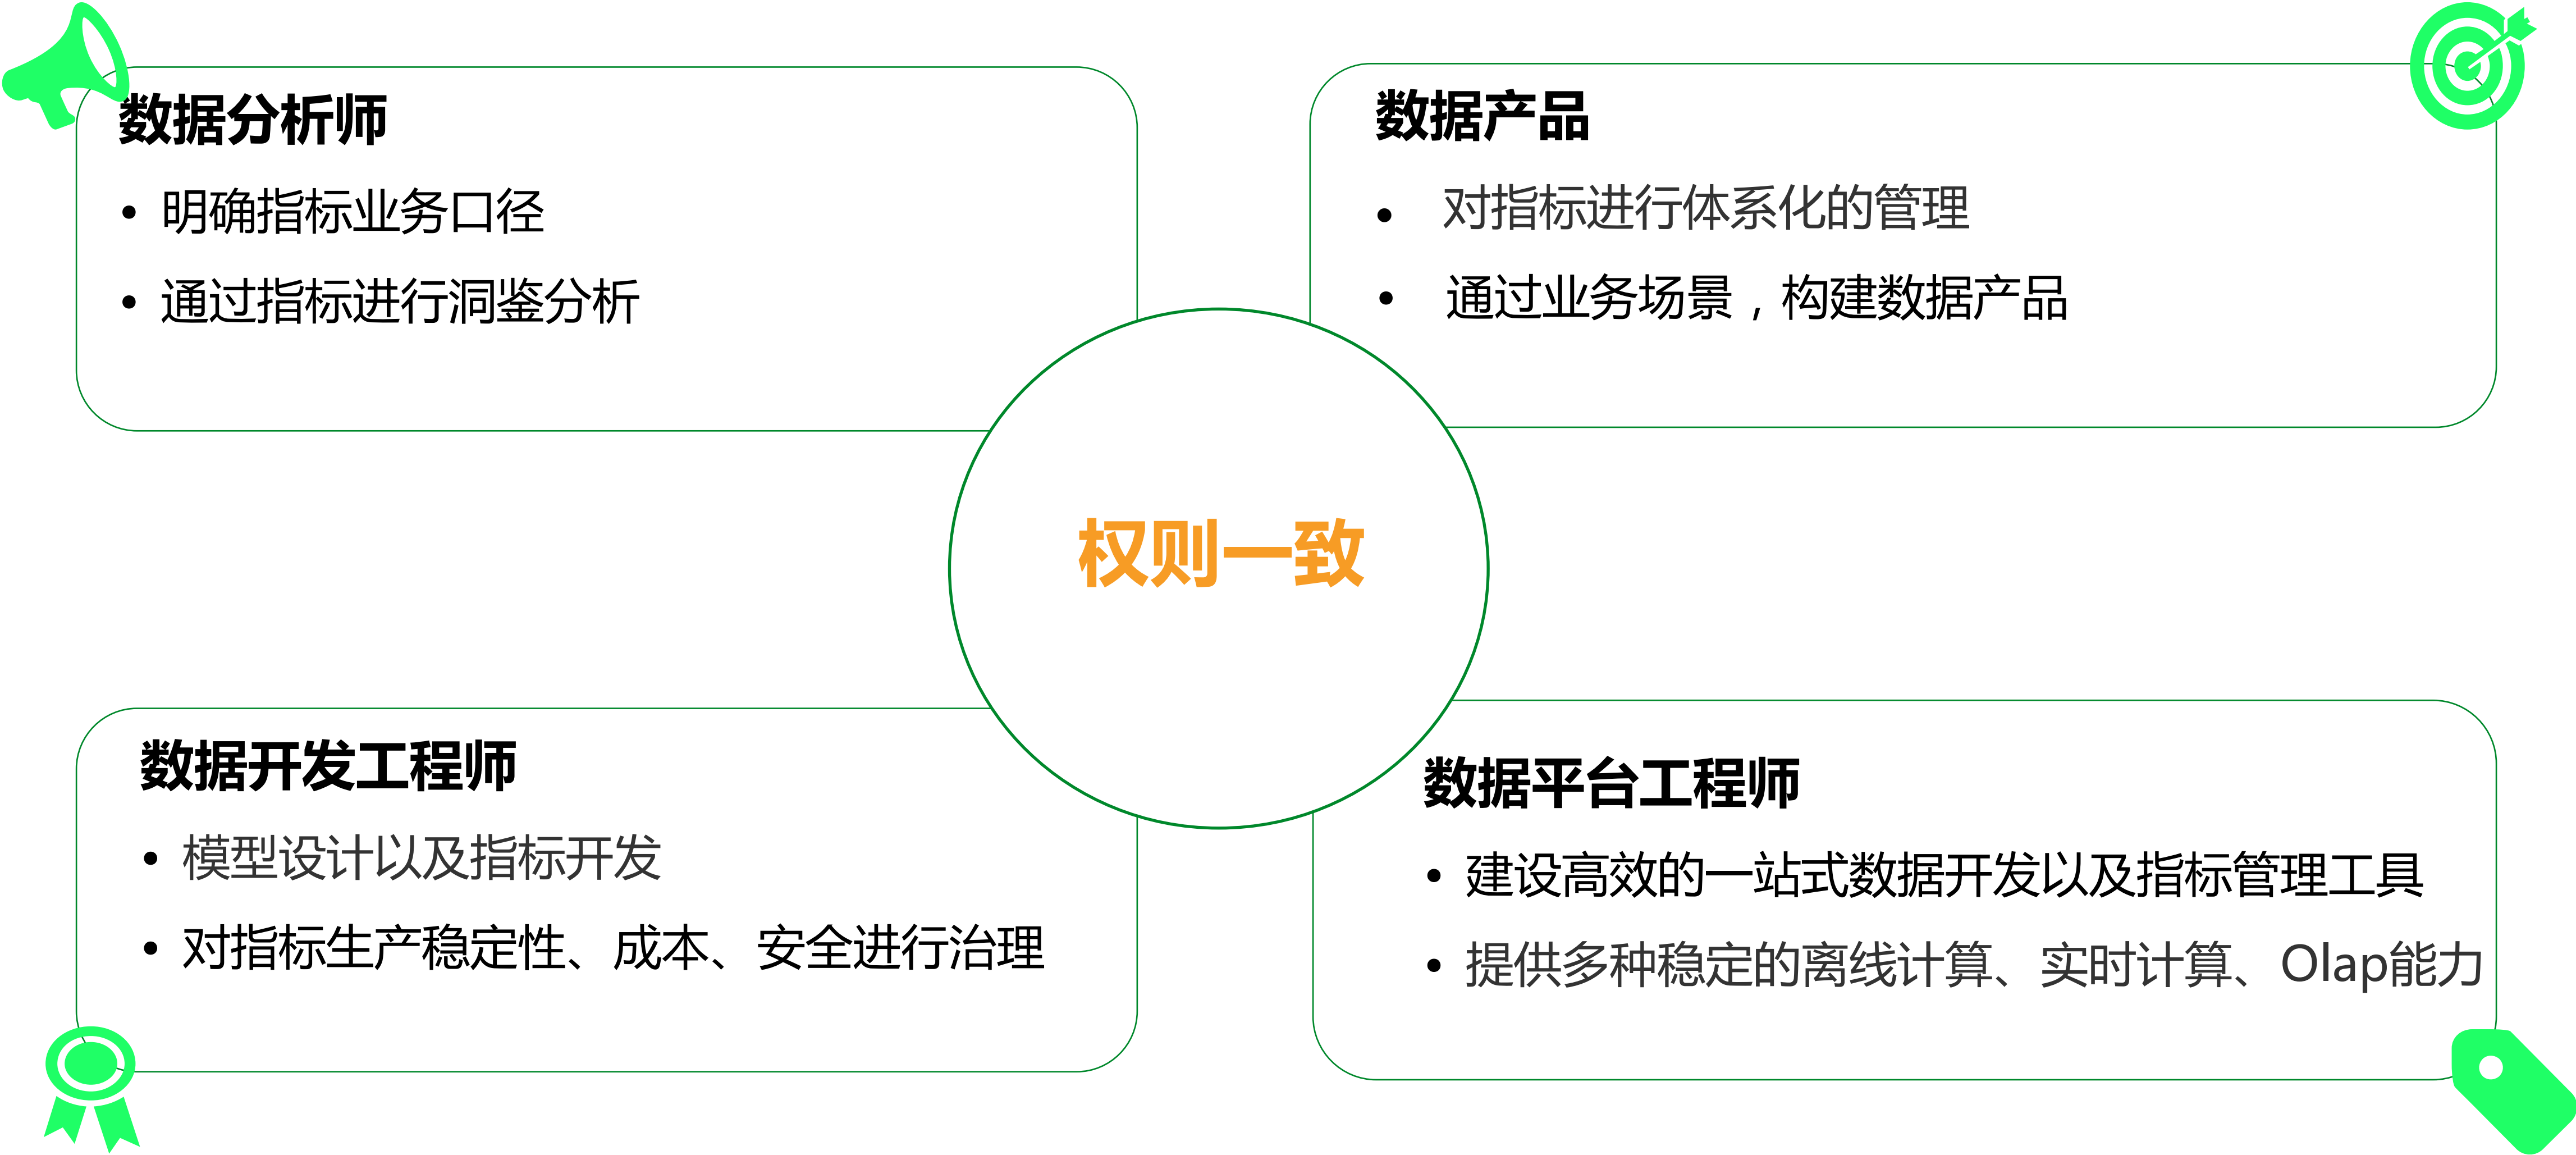 数据分析师
• 明确指标业务口径
• 通过指标进行洞鉴分析
数据产品
• 对指标进行体系化的管理
• 通过业务场景，构建数据产品
权则一致
数据开发工程师
• 模型设计以及指标开发
• 对指标生产稳定性、成本、安全进行治理
数据平台工程师
• 建设高效的一站式数据开发以及指标管理工具
• 提供多种稳定的离线计算、实时计算、Olap能力